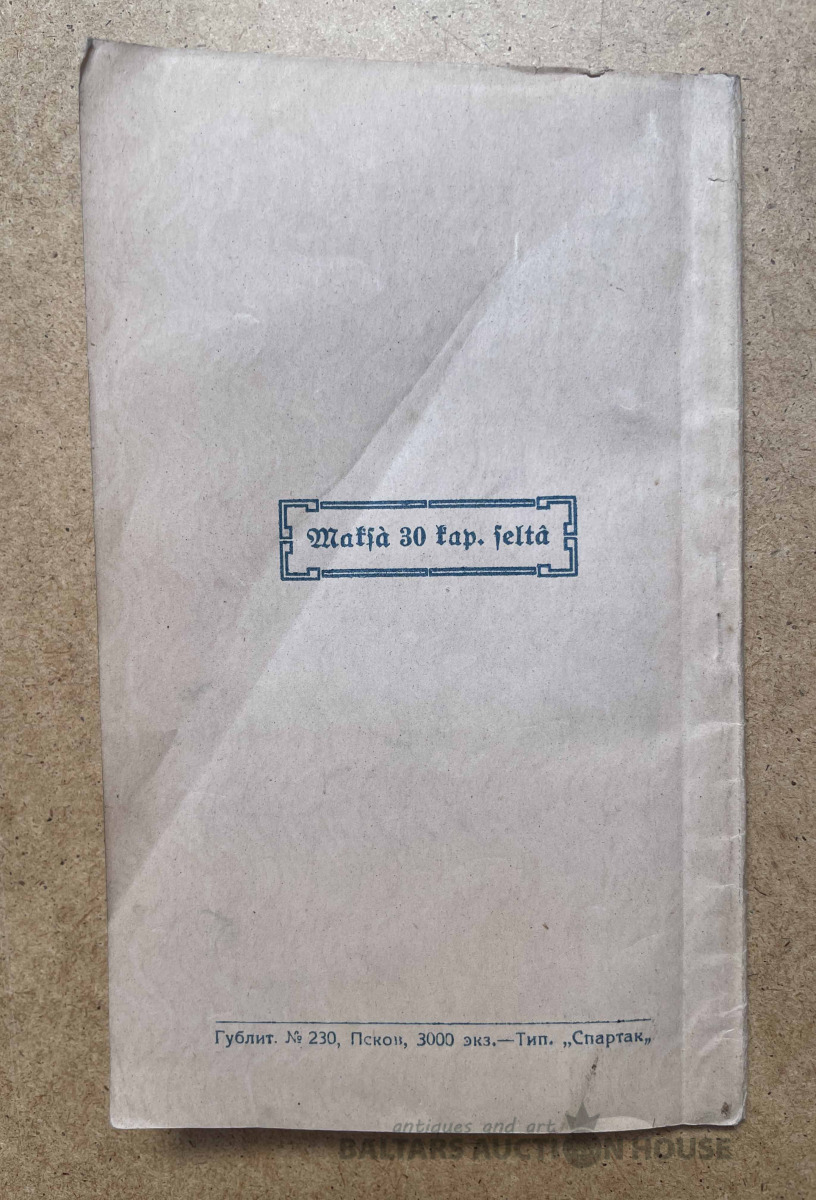 Makſà 30 kap. ſeltâ
Гублит. № 230, Псков, 3000 экз.—Тип. „Спартак„
antiques and art
BALTARS AUCTION HOUSE